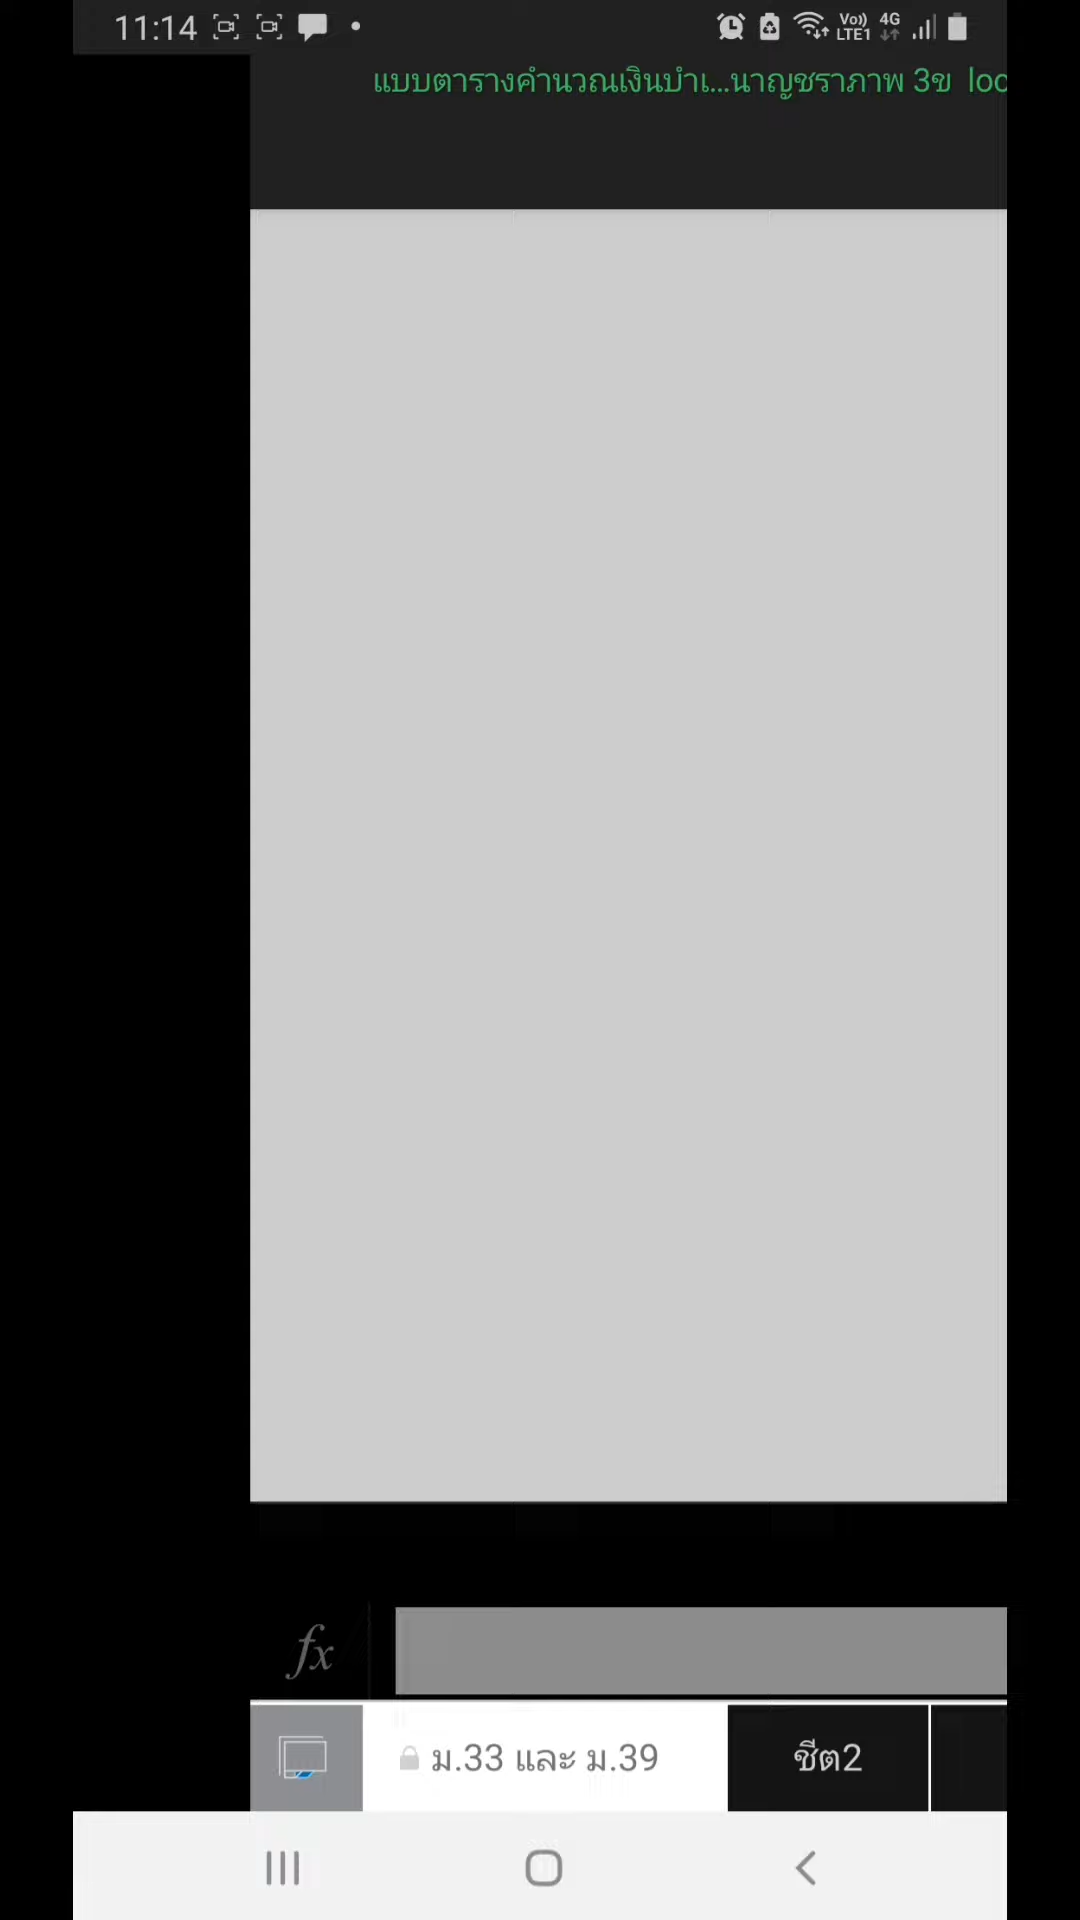 11:14 Vo)) LTE1 4G
แบบตารางคำนวณเงินบำเ...นาญชราภาพ 3ข loc
fx
ม.33 และ ม.39 ชีต2